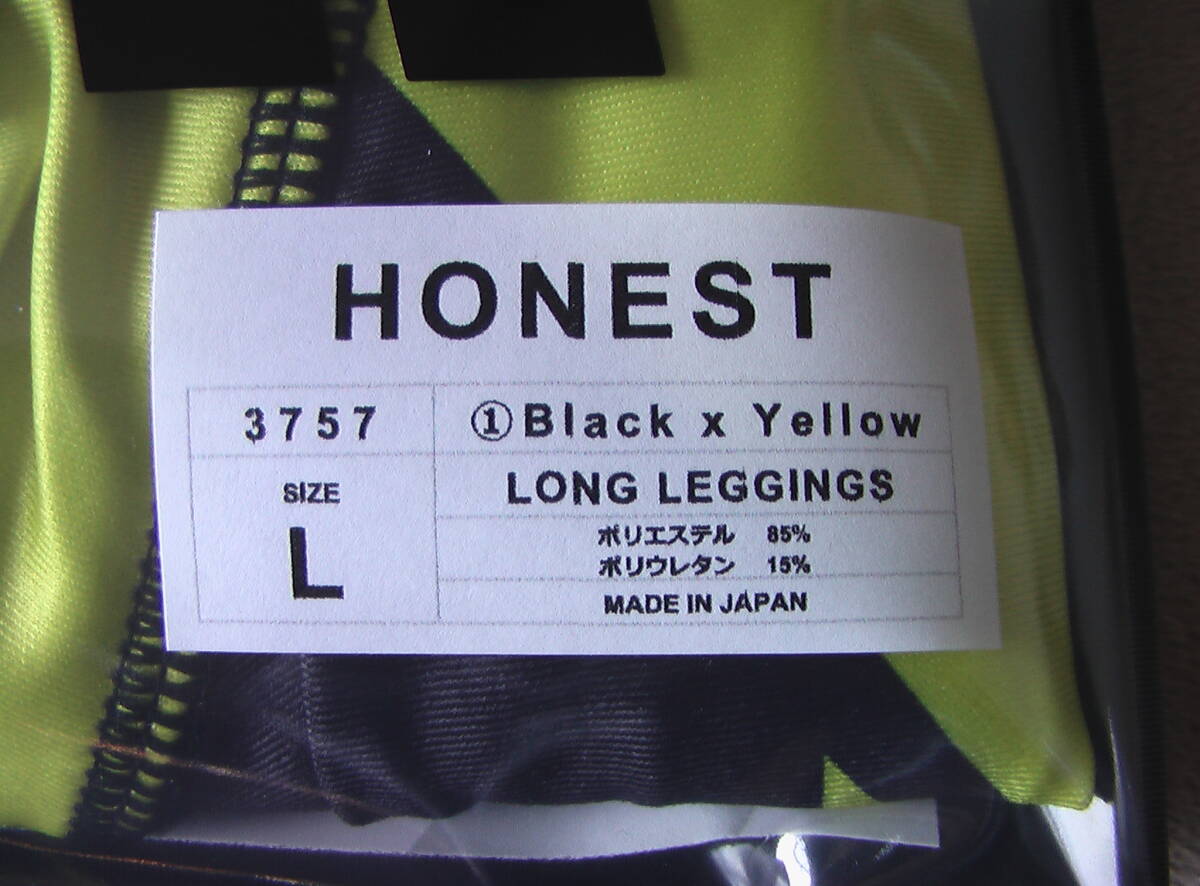 HONEST
3757
①Black x Yellow
SIZE
L
LONG LEGGINGS
ポリエステル 85%
ポリウレタン 15%
MADE IN JAPAN